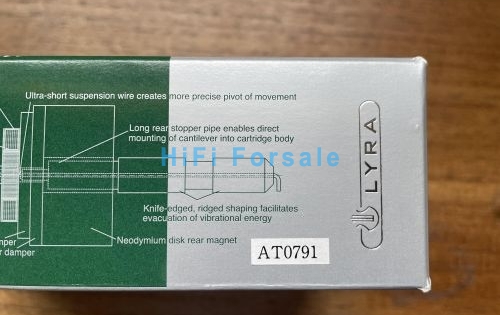 Ultra-short suspension wire creates more precise pivot of movement
Long rear stopper pipe enables direct
mounting of cantilever into cartridge body
HiFi Forsale
LYRA
Knife-edged, ridged shaping facilitates
evacuation of vibrational energy
Neodymium disk rear magnet
damper
AT0791